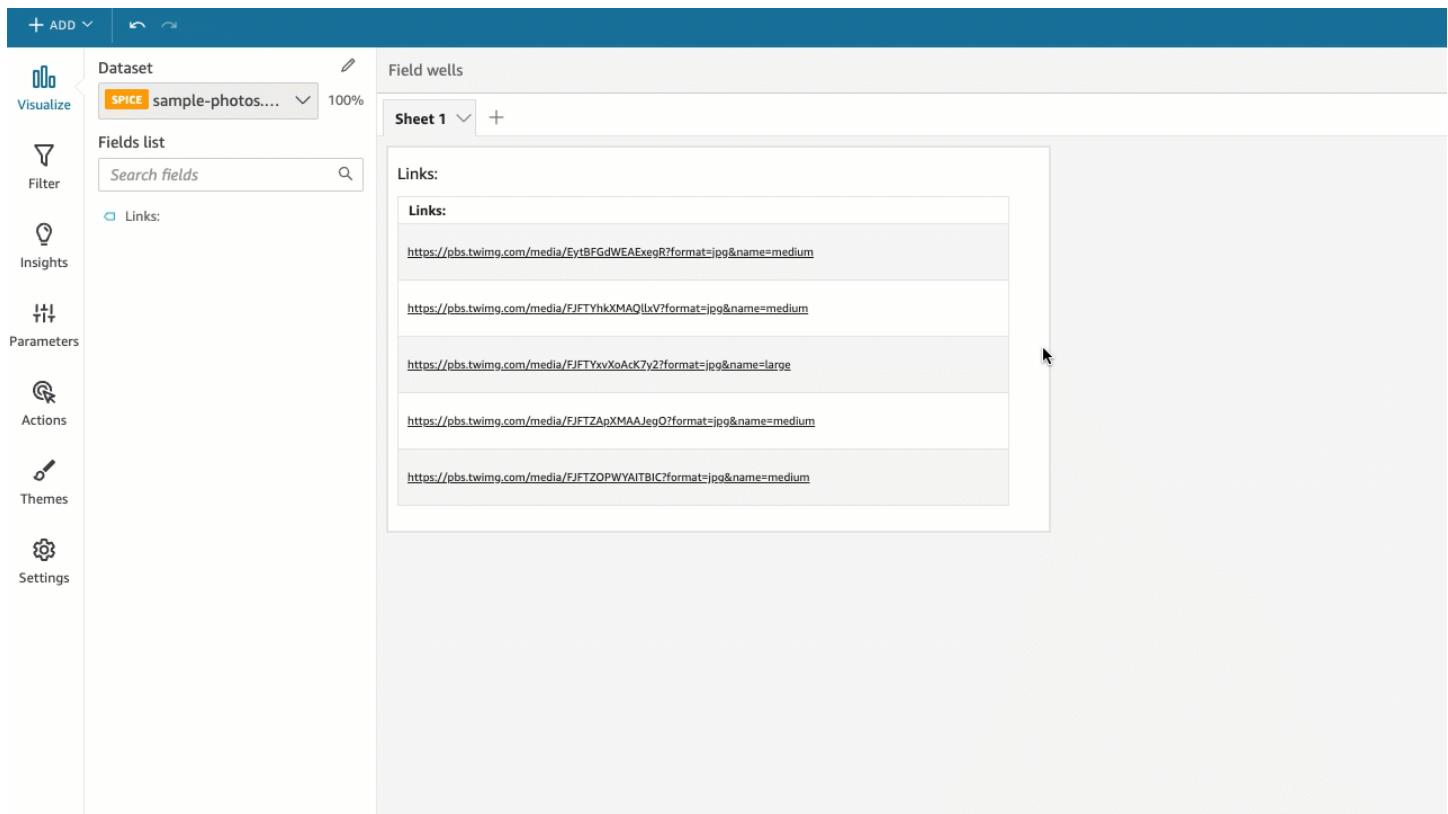 ADD
Visualize
Filter
Insights
Parameters
Actions
Themes
Settings
Dataset
SPICE sample-photos.... 100%
Fields list
Search fields
Links:
Field wells
Sheet 1
Links:
Links:
https://pbs.twimg.com/media/EytBFGdWEAExegR?format=jpg&name=medium
https://pbs.twimg.com/media/FJFTYhkXMAQllxV?format=jpg&name=medium
https://pbs.twimg.com/media/FJFTYxvXoAcK7y2?format=jpg&name=large
https://pbs.twimg.com/media/FJFTZApXMAAJegO?format=jpg&name=medium
https://pbs.twimg.com/media/FJFTZOPWYAITBIC?format=jpg&name=medium